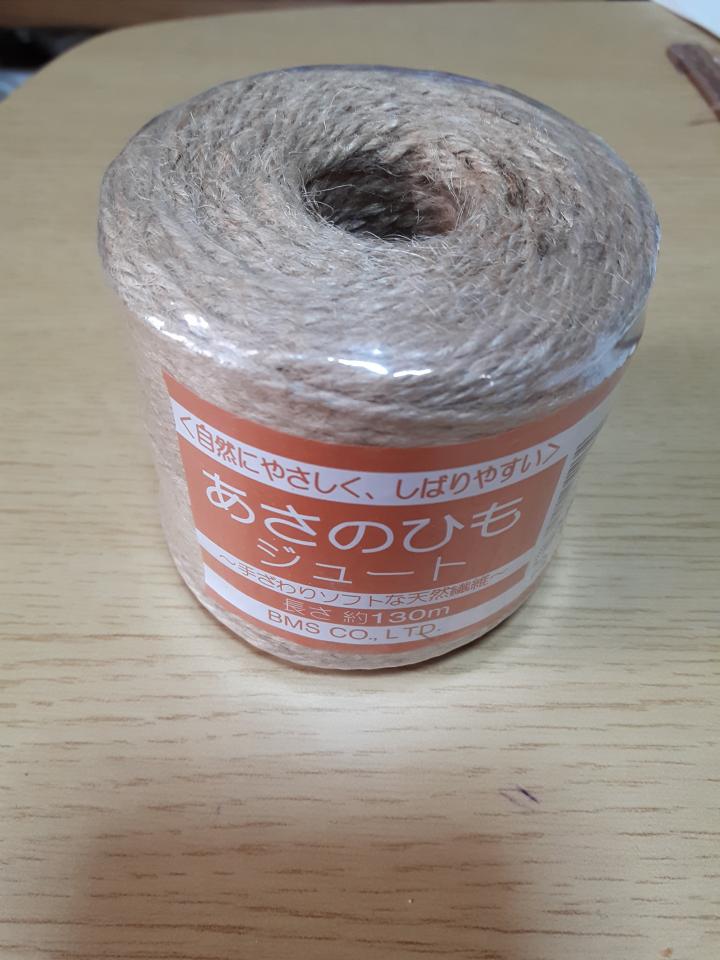 ＜自然にやさしく、しばりやすい＞
あさのひも
ジュート
～手ざわりソフトな天然繊維～
長さ 約130m
BMS CO., LTD.